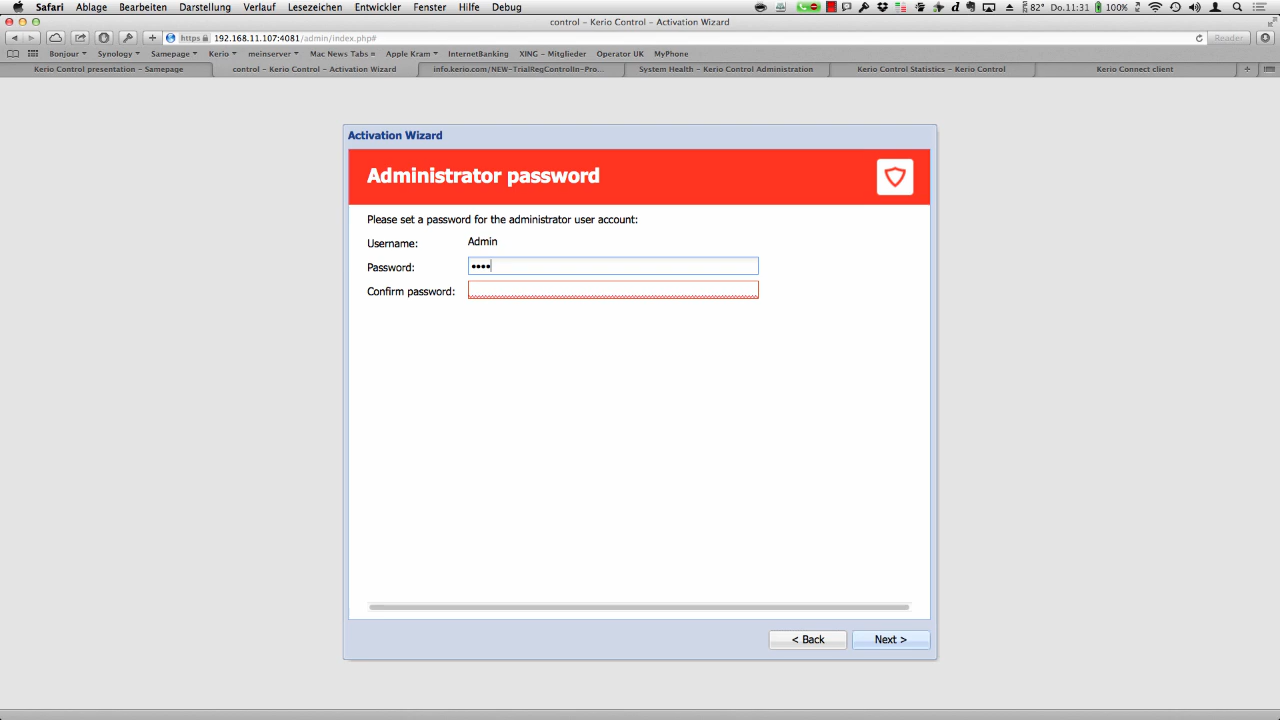 Safari Ablage Bearbeiten Darstellung Verlauf Lesezeichen Entwickler Fenster Hilfe Debug 82° Do.11:31 100%
control – Kerio Control – Activation Wizard
https 192.168.11.107:4081/admin/index.php# Reader
Bonjour Synology Samepage Kerio meinserver Mac News Tabs Apple Kram InternetBanking XING – Mitglieder Operator UK MyPhone
Kerio Control presentation – Samepage control – Kerio Control – Activation Wizard info.kerio.com/NEW-TrialRegControlIn-Pro... System Health – Kerio Control Administration Kerio Control Statistics – Kerio Control Kerio Connect client
Activation Wizard
Administrator password
Please set a password for the administrator user account:
Username: Admin
Password: ••••
Confirm password:
< Back Next >